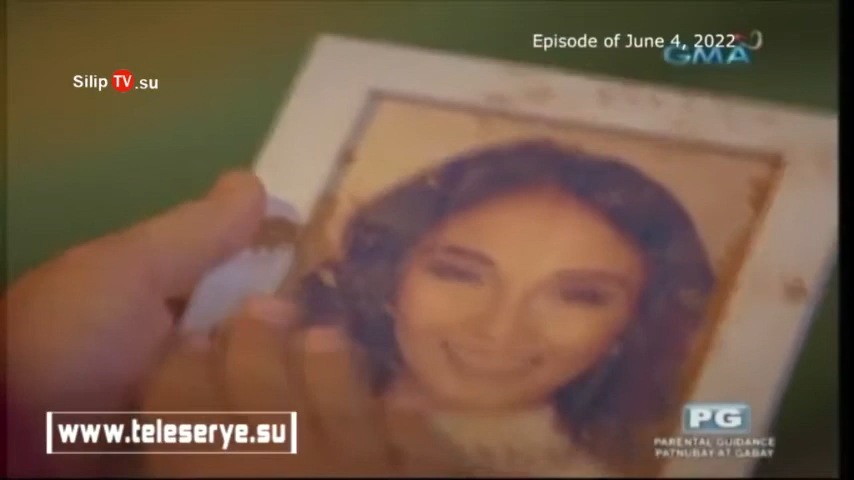 Episode of June 4, 2022
GMA
Silip TV.su
www.teleserye.su
PG
PARENTAL GUIDANCE
PATNUBAY AT GABAY